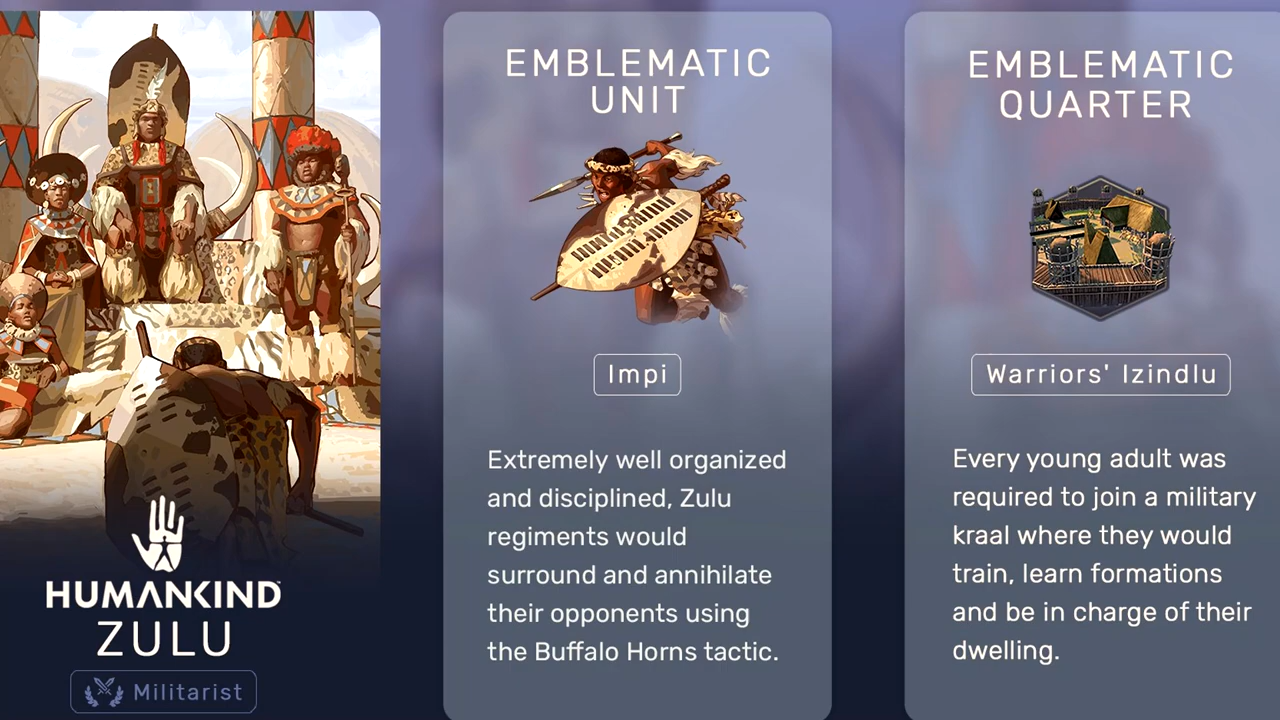 HUMANKIND™
ZULU
Militarist
EMBLEMATIC
UNIT
Impi
Extremely well organized
and disciplined, Zulu
regiments would
surround and annihilate
their opponents using
the Buffalo Horns tactic.
EMBLEMATIC
QUARTER
Warriors' Izindlu
Every young adult was
required to join a military
kraal where they would
train, learn formations
and be in charge of their
dwelling.